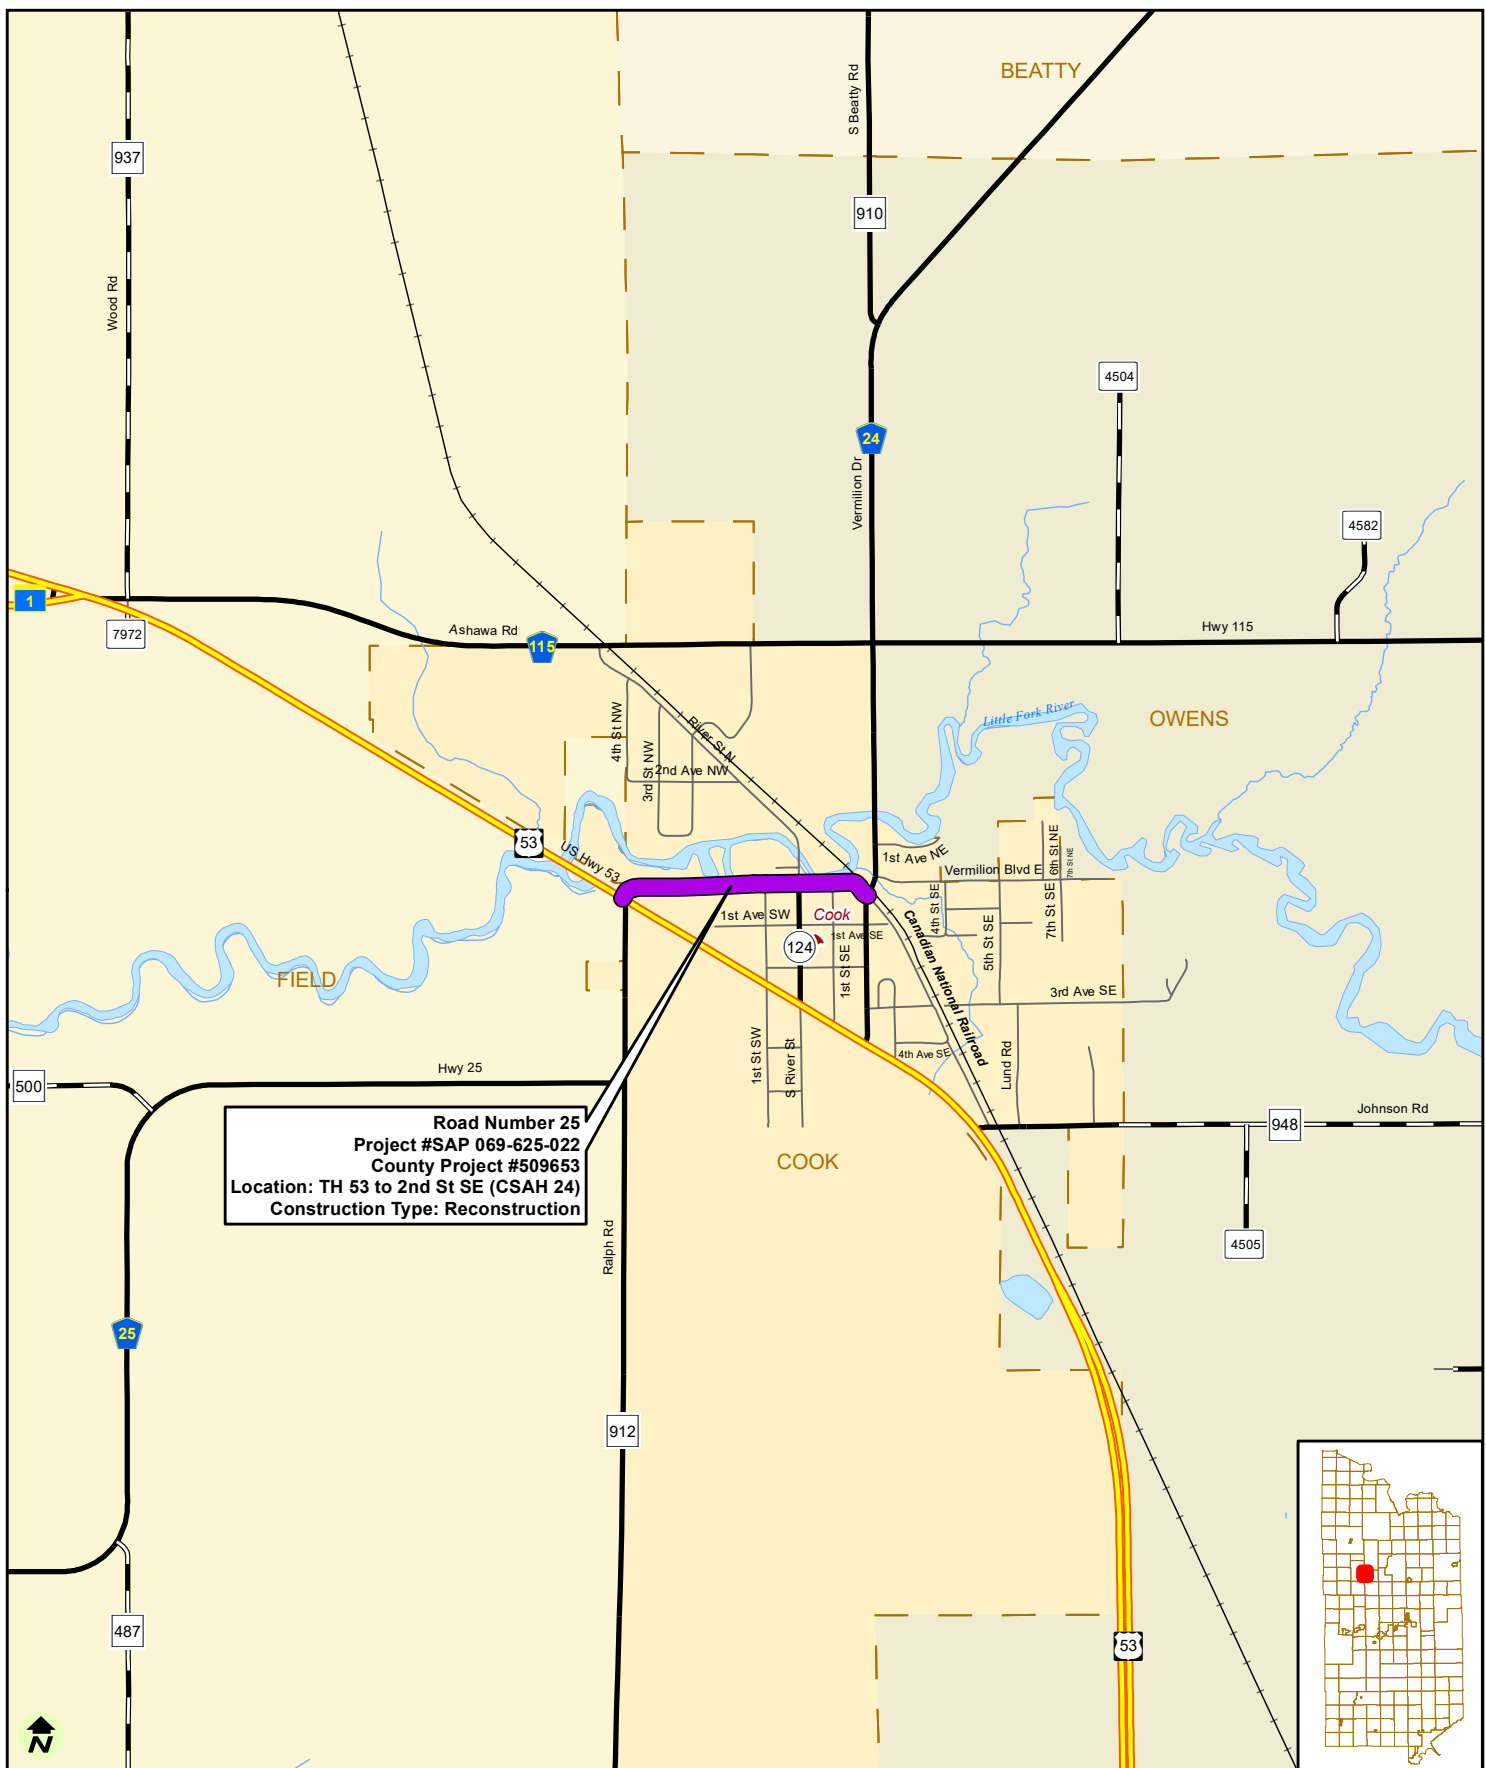 BEATTY
S Beatty Rd
937
910
Wood Rd
4504
24
Vermilion Dr
4582
1
7972
Ashawa Rd
115
Hwy 115
Little Fork River
OWENS
4th St NW
River St N
3rd St NW
2nd Ave NW
53
US Hwy 53
1st Ave NE
Vermilion Blvd E
6th St NE
7th St NE
1st Ave SW
Cook
4th St SE
7th St SE
124
1st Ave SE
5th St SE
Canadian National Railroad
FIELD
1st St SE
3rd Ave SE
1st St SW
S River St
4th Ave SE
Lund Rd
Hwy 25
500
Johnson Rd
948
Road Number 25
Project #SAP 069-625-022
County Project #509653
Location: TH 53 to 2nd St SE (CSAH 24)
Construction Type: Reconstruction
COOK
Ralph Rd
4505
25
912
487
53
N